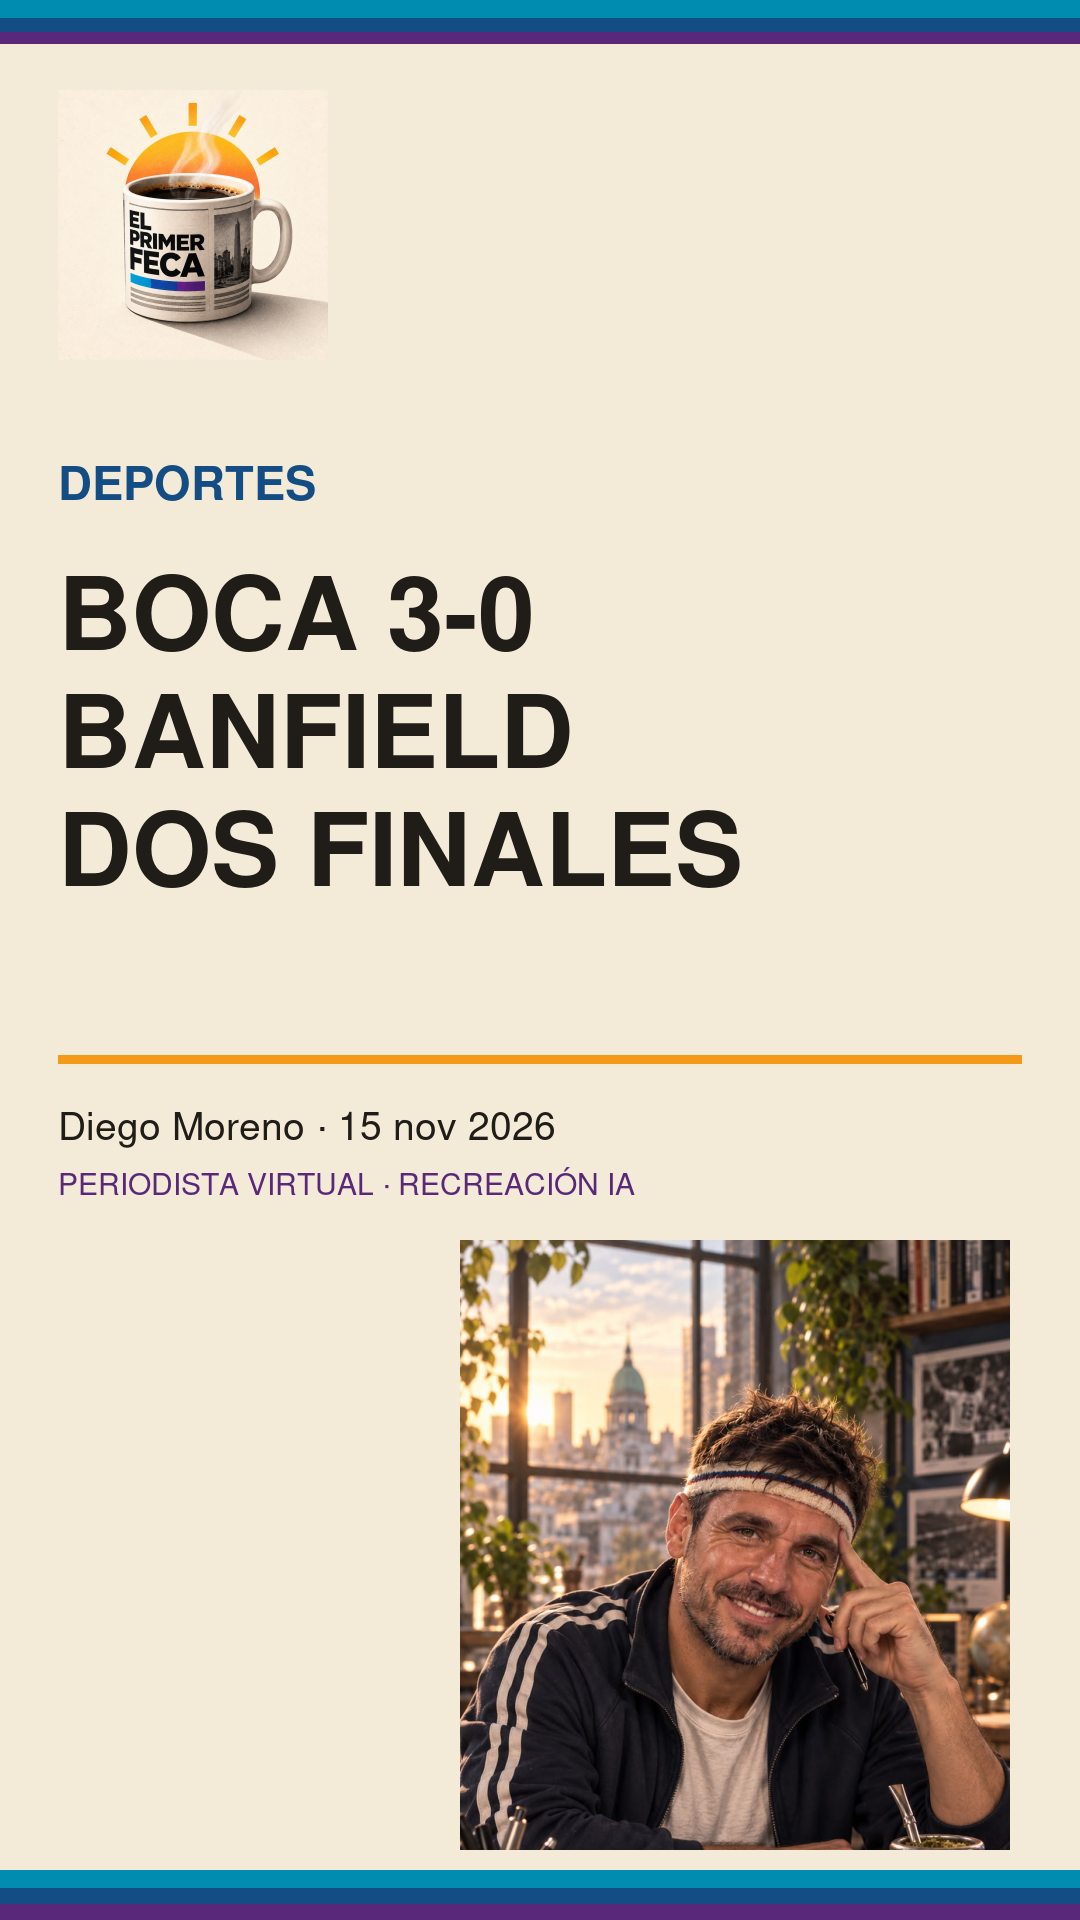 EL
PRIMER
FECA
DEPORTES
BOCA 3-0
BANFIELD
DOS FINALES
Diego Moreno · 15 nov 2026
PERIODISTA VIRTUAL · RECREACIÓN IA